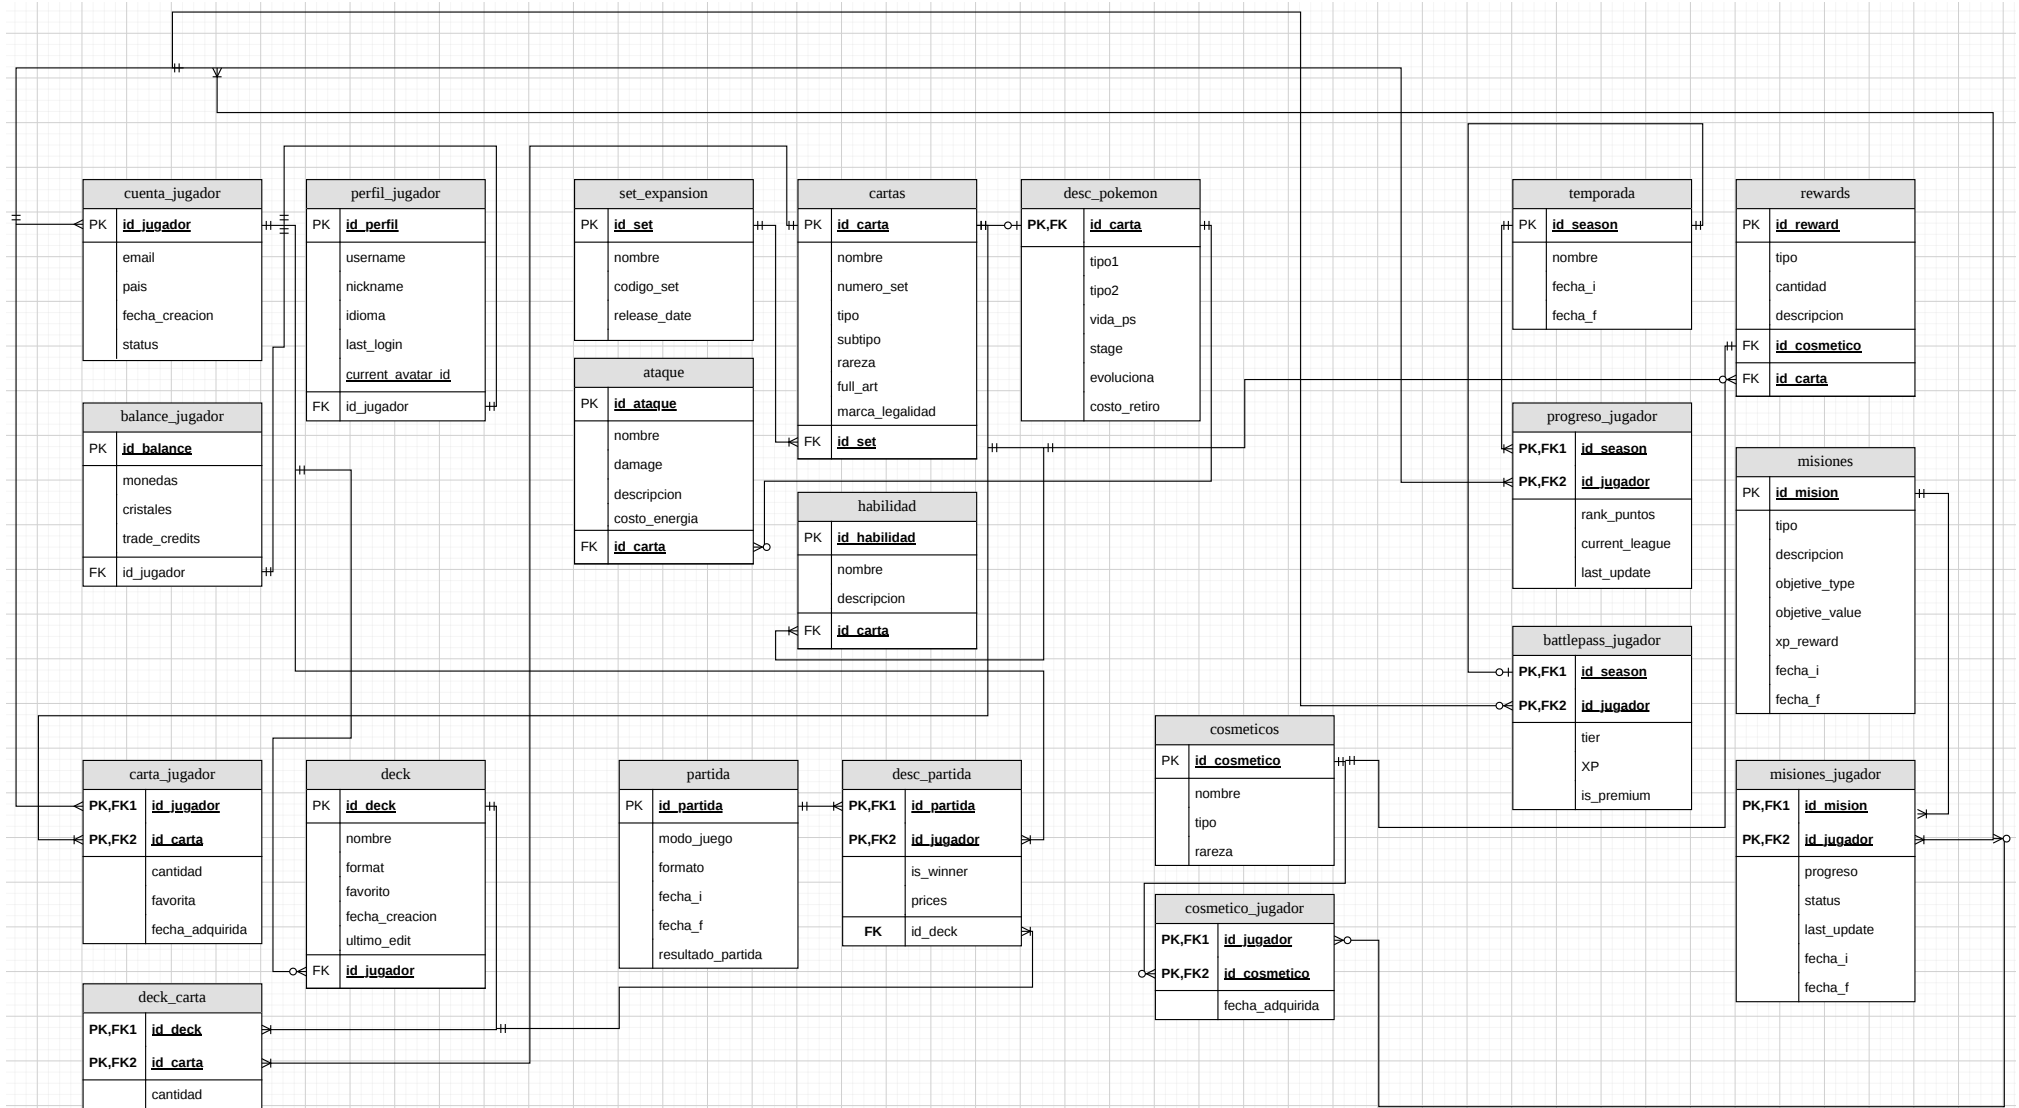 cuenta_jugador
PK id_jugador
email
pais
fecha_creacion
status
perfil_jugador
PK id_perfil
username
nickname
idioma
last_login
current_avatar_id
FK id_jugador
set_expansion
PK id_set
nombre
codigo_set
release_date
cartas
PK id_carta
nombre
numero_set
tipo
subtipo
rareza
full_art
marca_legalidad
FK id_set
desc_pokemon
PK,FK id_carta
tipo1
tipo2
vida_ps
stage
evoluciona
costo_retiro
temporada
PK id_season
nombre
fecha_i
fecha_f
rewards
PK id_reward
tipo
cantidad
descripcion
FK id_cosmetico
FK id_carta
balance_jugador
PK id_balance
monedas
cristales
trade_credits
FK id_jugador
ataque
PK id_ataque
nombre
damage
descripcion
costo_energia
FK id_carta
habilidad
PK id_habilidad
nombre
descripcion
FK id_carta
progreso_jugador
PK,FK1 id_season
PK,FK2 id_jugador
rank_puntos
current_league
last_update
misiones
PK id_mision
tipo
descripcion
objetive_type
objetive_value
xp_reward
fecha_i
fecha_f
battlepass_jugador
PK,FK1 id_season
PK,FK2 id_jugador
tier
XP
is_premium
carta_jugador
PK,FK1 id_jugador
PK,FK2 id_carta
cantidad
favorita
fecha_adquirida
deck
PK id_deck
nombre
format
favorito
fecha_creacion
ultimo_edit
FK id_jugador
partida
PK id_partida
modo_juego
formato
fecha_i
fecha_f
resultado_partida
desc_partida
PK,FK1 id_partida
PK,FK2 id_jugador
is_winner
prices
FK id_deck
cosmeticos
PK id_cosmetico
nombre
tipo
rareza
misiones_jugador
PK,FK1 id_mision
PK,FK2 id_jugador
progreso
status
last_update
fecha_i
fecha_f
cosmetico_jugador
PK,FK1 id_jugador
PK,FK2 id_cosmetico
fecha_adquirida
deck_carta
PK,FK1 id_deck
PK,FK2 id_carta
cantidad